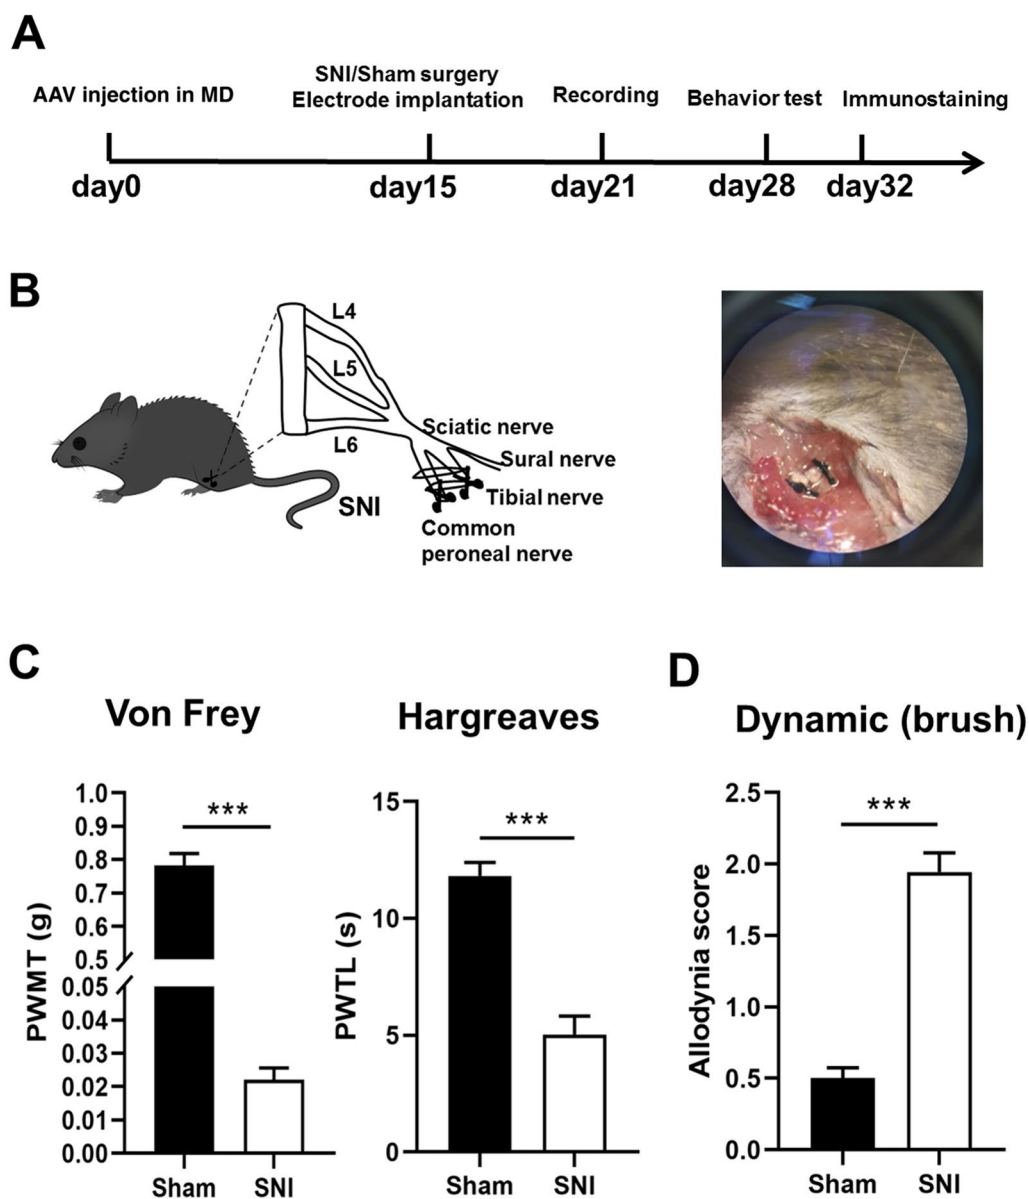 A
AAV injection in MD
SNI/Sham surgery
Electrode implantation
Recording
Behavior test
Immunostaining
day0
day15
day21
day28
day32
B
L4
L5
L6
Sciatic nerve
Sural nerve
Tibial nerve
Common
peroneal nerve
SNI
C
Von Frey
PWMT (g)
1.0
0.9
0.8
0.7
0.6
0.5
0.05
0.04
0.03
0.02
0.01
0.00
***
Sham
SNI
Hargreaves
PWTL (s)
15
10
5
0
***
Sham
SNI
D
Dynamic (brush)
Allodynia score
2.5
2.0
1.5
1.0
0.5
0.0
***
Sham
SNI